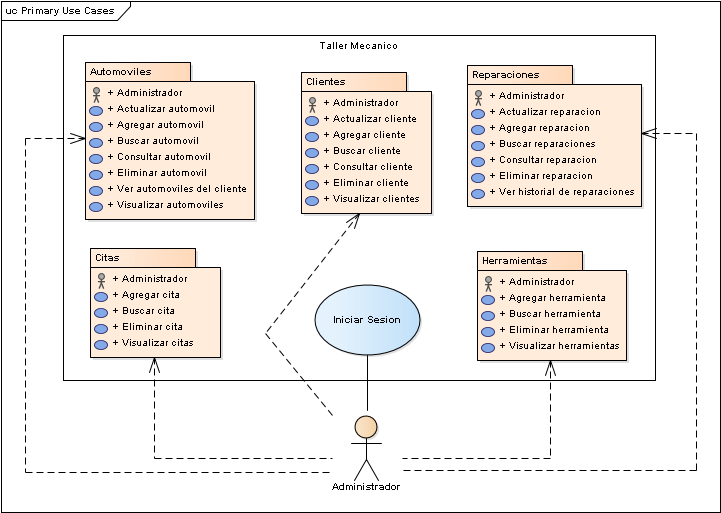 uc Primary Use Cases
Taller Mecanico
Automoviles
+ Administrador
+ Actualizar automovil
+ Agregar automovil
+ Buscar automovil
+ Consultar automovil
+ Eliminar automovil
+ Ver automoviles del cliente
+ Visualizar automoviles
Clientes
+ Administrador
+ Actualizar cliente
+ Agregar cliente
+ Buscar cliente
+ Consultar cliente
+ Eliminar cliente
+ Visualizar clientes
Reparaciones
+ Administrador
+ Actualizar reparacion
+ Agregar reparacion
+ Buscar reparaciones
+ Consultar reparacion
+ Eliminar reparacion
+ Ver historial de reparaciones
Citas
+ Administrador
+ Agregar cita
+ Buscar cita
+ Eliminar cita
+ Visualizar citas
Iniciar Sesion
Herramientas
+ Administrador
+ Agregar herramienta
+ Buscar herramienta
+ Eliminar herramienta
+ Visualizar herramientas
Administrador